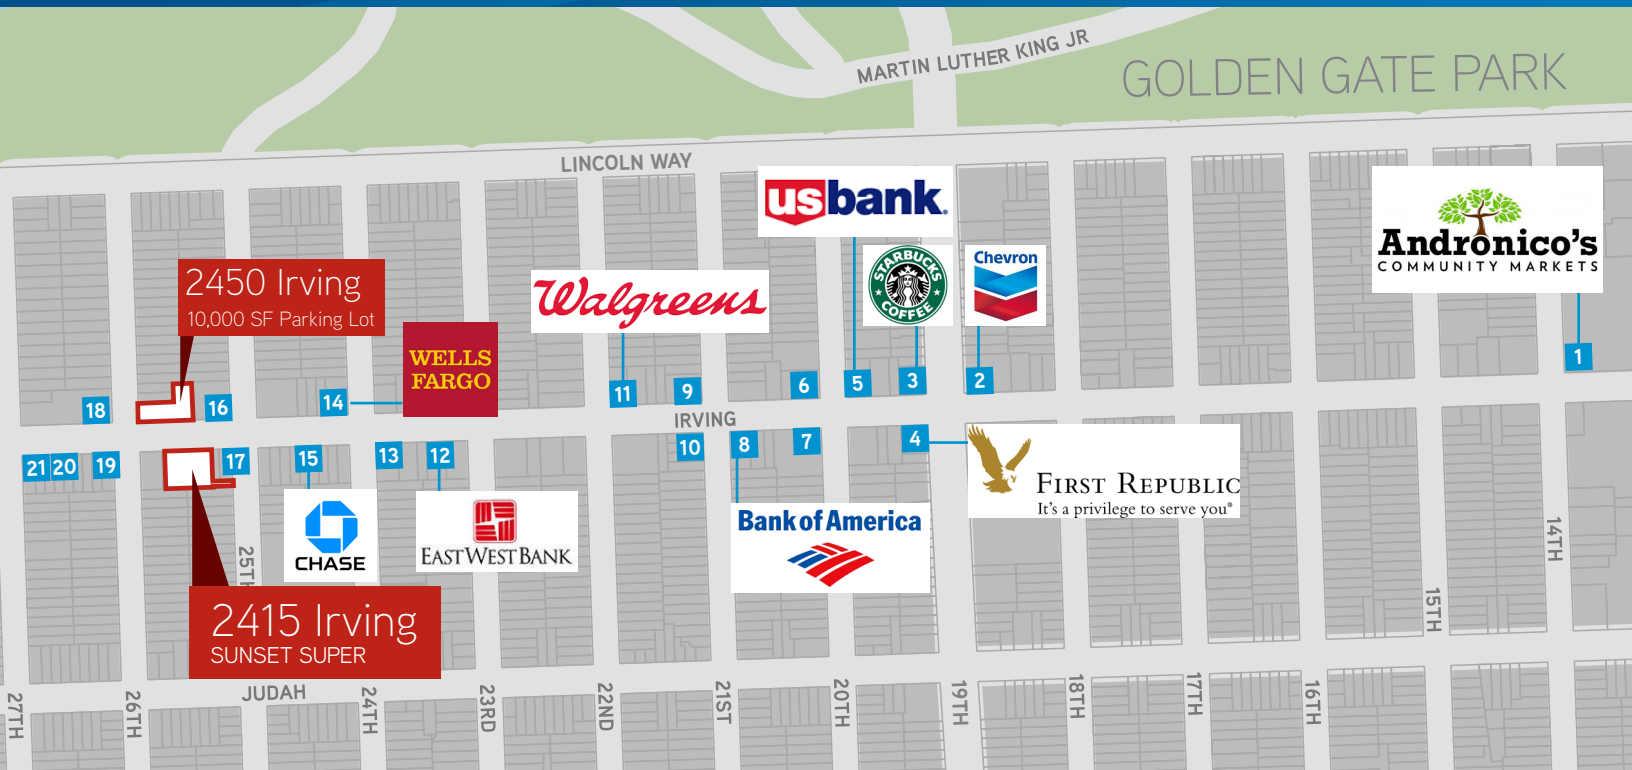 MARTIN LUTHER KING JR
GOLDEN GATE PARK
LINCOLN WAY
usbank.
STARBUCKS
COFFEE
Chevron
Andronico's
COMMUNITY MARKETS
2450 Irving
10,000 SF Parking Lot
WELLS
FARGO
Walgreens
1
2
3
5
6
9
11
14
16
18
IRVING
4
7
8
10
12
13
15
17
19
20
21
FIRST REPUBLIC
It's a privilege to serve you®
CHASE
EASTWESTBANK
Bank of America
25TH
14TH
15TH
2415 Irving
SUNSET SUPER
JUDAH
27TH
26TH
24TH
23RD
22ND
21ST
20TH
19TH
18TH
17TH
16TH